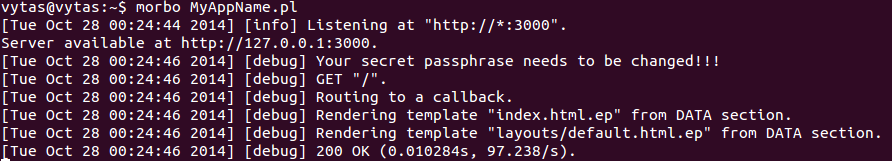 vytas@vytas:~$ morbo MyAppName.pl
[Tue Oct 28 00:24:44 2014] [info] Listening at "http://*:3000".
Server available at http://127.0.0.1:3000.
[Tue Oct 28 00:24:46 2014] [debug] Your secret passphrase needs to be changed!!!
[Tue Oct 28 00:24:46 2014] [debug] GET "/".
[Tue Oct 28 00:24:46 2014] [debug] Routing to a callback.
[Tue Oct 28 00:24:46 2014] [debug] Rendering template "index.html.ep" from DATA section.
[Tue Oct 28 00:24:46 2014] [debug] Rendering template "layouts/default.html.ep" from DATA section.
[Tue Oct 28 00:24:46 2014] [debug] 200 OK (0.010284s, 97.238/s).